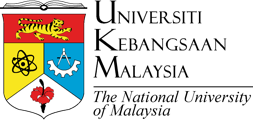 UNIVERSITI
KEBANGSAAN
MALAYSIA
The National University
of Malaysia